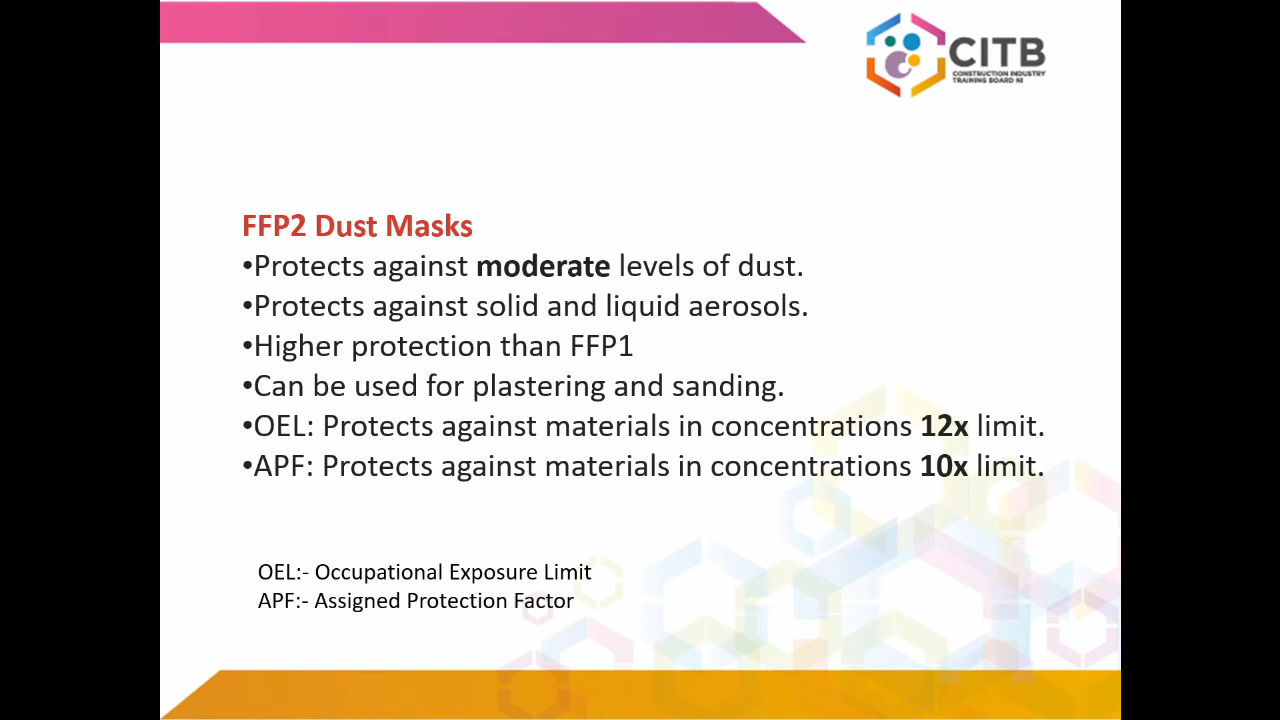 CITB
CONSTRUCTION INDUSTRY
TRAINING BOARD NI
FFP2 Dust Masks
•Protects against moderate levels of dust.
•Protects against solid and liquid aerosols.
•Higher protection than FFP1
•Can be used for plastering and sanding.
•OEL: Protects against materials in concentrations 12x limit.
•APF: Protects against materials in concentrations 10x limit.
OEL:- Occupational Exposure Limit
APF:- Assigned Protection Factor